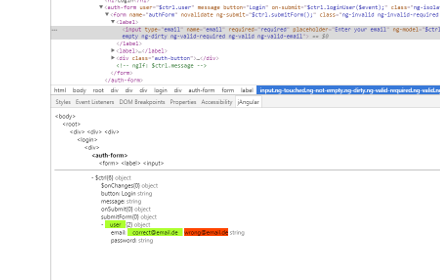 <h1>Login</h1>
▼<auth-form user="$ctrl.user" message button="Login" on-submit="$ctrl.loginUser($event);" class="ng-isola
▼<form name="authForm" novalidate ng-submit="$ctrl.submitForm();" class="ng-invalid ng-invalid-required
▼<label>
<input type="email" name="email" required="required" placeholder="Enter your email" ng-model="$ctrl
empty ng-dirty ng-valid-required ng-valid ng-valid-email"> == $0
</label>
▶<label>…</label>
▶<div class="auth-button">…</div>
<!-- ngIf: $ctrl.message -->
</form>
</auth-form>
html body root div div div login div auth-form form label input.ng-touched.ng-not-empty.ng-dirty.ng-valid-required.ng-valid.n
Styles Event Listeners DOM Breakpoints Properties Accessibility ijAngular
<body>
<root>
<div> <div> <div>
<login>
<div>
<auth-form>
<form> <label> <input>
- $ctrl(6) object
$onChanges(0) object
button: Login string
message: string
onSubmit(0) object
submitForm(0) object
- user (2) object
email: correct@email.de wrong@email.de string
password: string